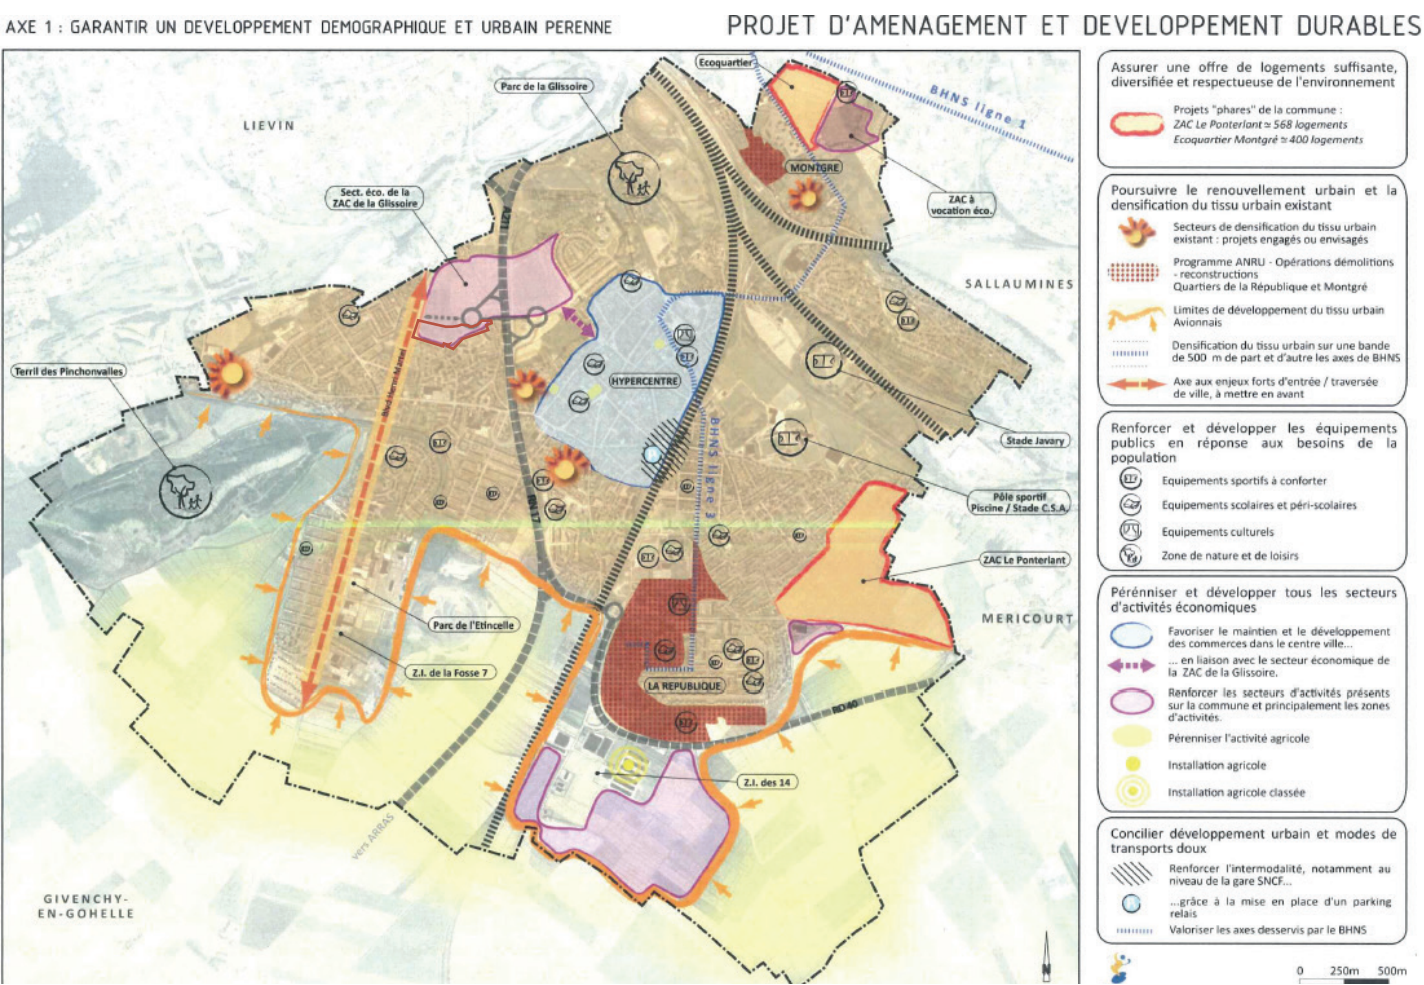 AXE 1 : GARANTIR UN DEVELOPPEMENT DEMOGRAPHIQUE ET URBAIN PERENNE
PROJET D'AMENAGEMENT ET DEVELOPPEMENT DURABLES
Ecoquartier
Parc de la Glissoire
BHNS ligne 1
LIEVIN
MONTGRE
Sect. éco. de la
ZAC de la Glissoire
ZAC à
vocation éco.
A21
SALLAUMINES
Terril des Pinchonvalles
Blvd Henri Martel
HYPERCENTRE
BHNS ligne 3
Stade Javary
Pôle sportif
Piscine / Stade C.S.A.
RN 17
ZAC Le Ponterlant
MERICOURT
Parc de l'Etincelle
Z.I. de la Fosse 7
LA REPUBLIQUE
RD 40
Z.I. des 14
vers ARRAS
GIVENCHY-
EN-GOHELLE
N
Assurer une offre de logements suffisante,
diversifiée et respectueuse de l'environnement
Projets "phares" de la commune :
ZAC Le Ponterlant ≃ 568 logements
Ecoquartier Montgré ≃ 400 logements
Poursuivre le renouvellement urbain et la
densification du tissu urbain existant
Secteurs de densification du tissu urbain
existant : projets engagés ou envisagés
Programme ANRU - Opérations démolitions
- reconstructions
Quartiers de la République et Montgré
Limites de développement du tissu urbain
Avionnais
Densification du tissu urbain sur une bande
de 500 m de part et d'autre les axes de BHNS
Axe aux enjeux forts d'entrée / traversée
de ville, à mettre en avant
Renforcer et développer les équipements
publics en réponse aux besoins de la
population
Equipements sportifs à conforter
Equipements scolaires et péri-scolaires
Equipements culturels
Zone de nature et de loisirs
Pérénniser et développer tous les secteurs
d'activités économiques
Favoriser le maintien et le développement
des commerces dans le centre ville...
... en liaison avec le secteur économique de
la ZAC de la Glissoire.
Renforcer les secteurs d'activités présents
sur la commune et principalement les zones
d'activités.
Pérenniser l'activité agricole
Installation agricole
Installation agricole classée
Concilier développement urbain et modes de
transports doux
Renforcer l'intermodalité, notamment au
niveau de la gare SNCF...
...grâce à la mise en place d'un parking
relais
Valoriser les axes desservis par le BHNS
0 250m 500m